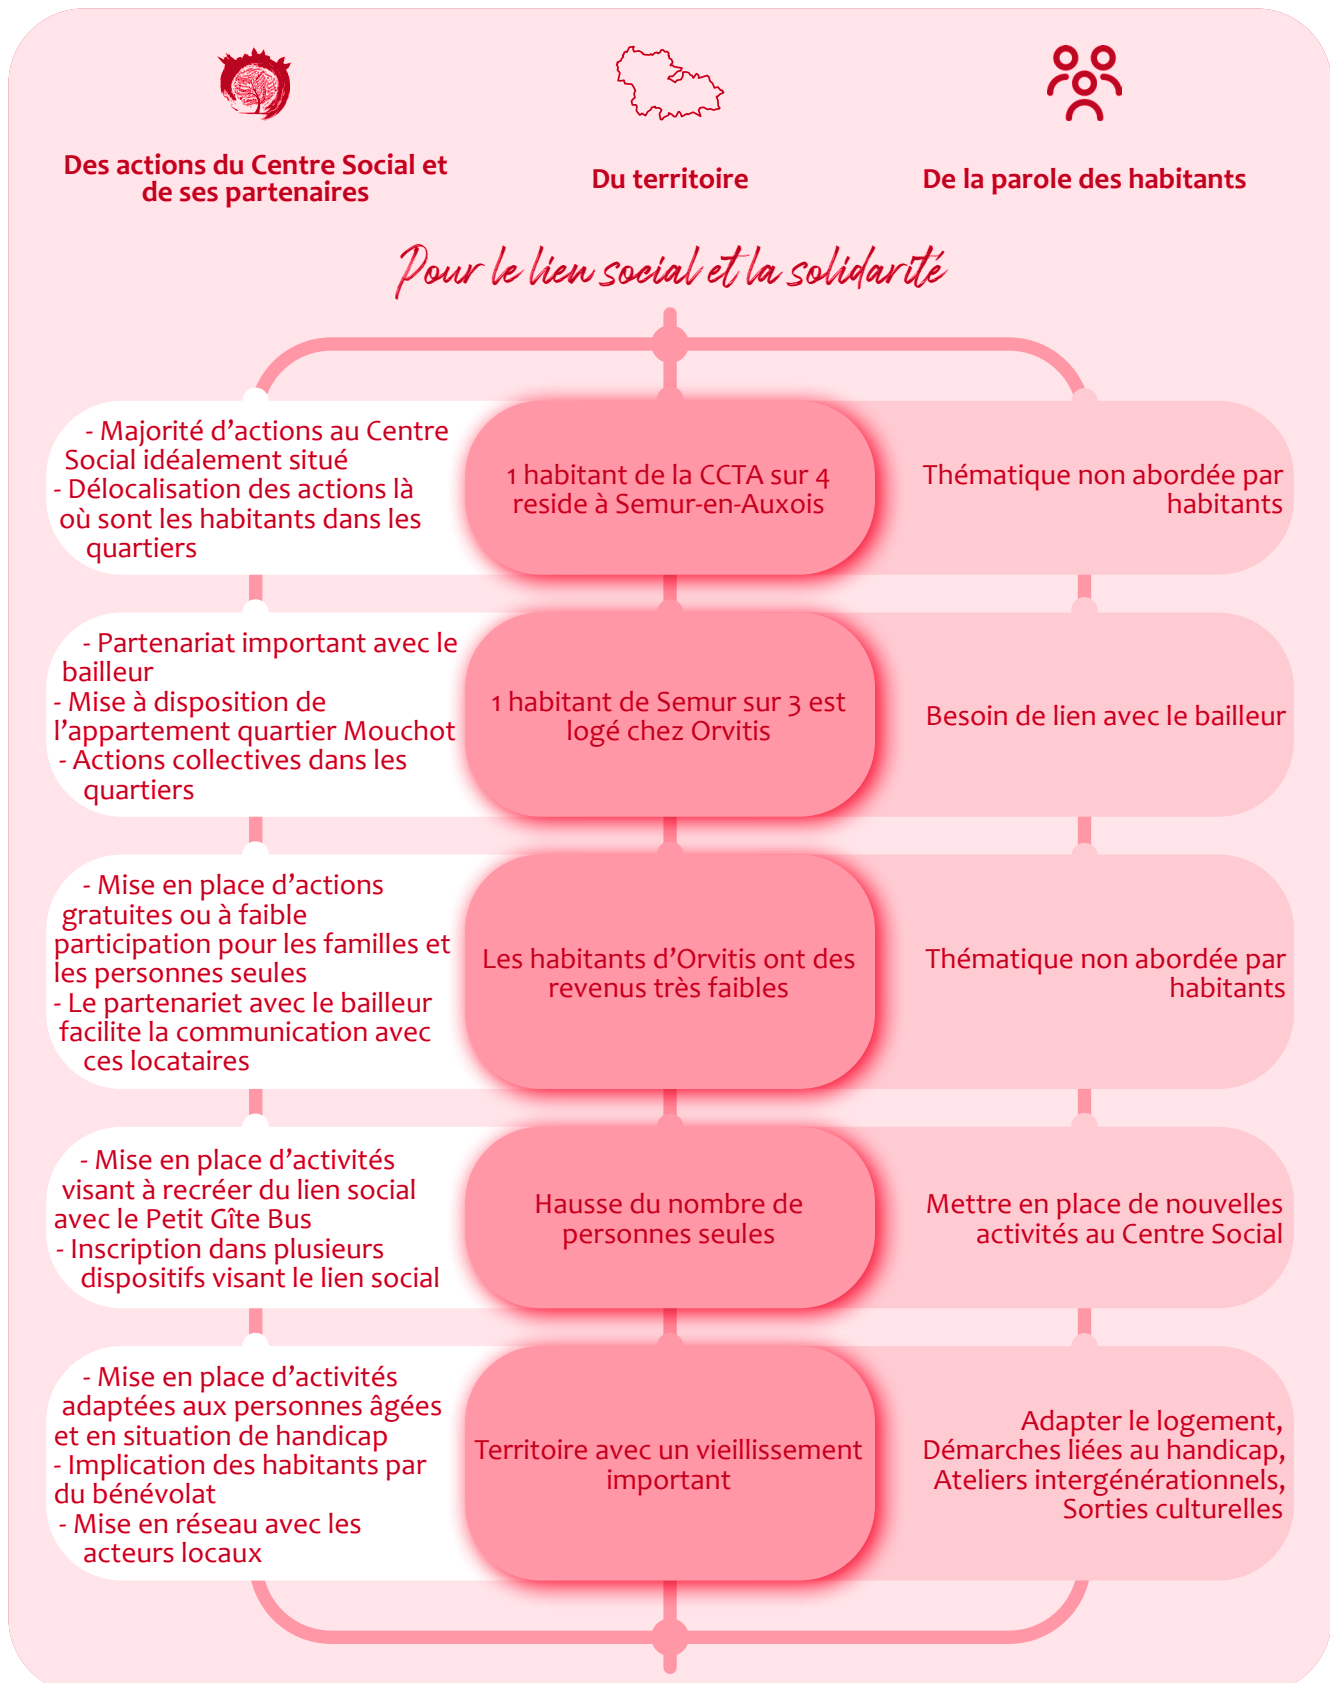 Des actions du Centre Social et
de ses partenaires
Du territoire
De la parole des habitants
Pour le lien social et la solidarité
- Majorité d’actions au Centre
Social idéalement situé
- Délocalisation des actions là
où sont les habitants dans les
quartiers
1 habitant de la CCTA sur 4
reside à Semur-en-Auxois
Thématique non abordée par
habitants
- Partenariat important avec le
bailleur
- Mise à disposition de
l’appartement quartier Mouchot
- Actions collectives dans les
quartiers
1 habitant de Semur sur 3 est
logé chez Orvitis
Besoin de lien avec le bailleur
- Mise en place d’actions
gratuites ou à faible
participation pour les familles et
les personnes seules
- Le partenariet avec le bailleur
facilite la communication avec
ces locataires
Les habitants d’Orvitis ont des
revenus très faibles
Thématique non abordée par
habitants
- Mise en place d’activités
visant à recréer du lien social
avec le Petit Gîte Bus
- Inscription dans plusieurs
dispositifs visant le lien social
Hausse du nombre de
personnes seules
Mettre en place de nouvelles
activités au Centre Social
- Mise en place d’activités
adaptées aux personnes âgées
et en situation de handicap
- Implication des habitants par
du bénévolat
- Mise en réseau avec les
acteurs locaux
Territoire avec un vieillissement
important
Adapter le logement,
Démarches liées au handicap,
Ateliers intergénérationnels,
Sorties culturelles